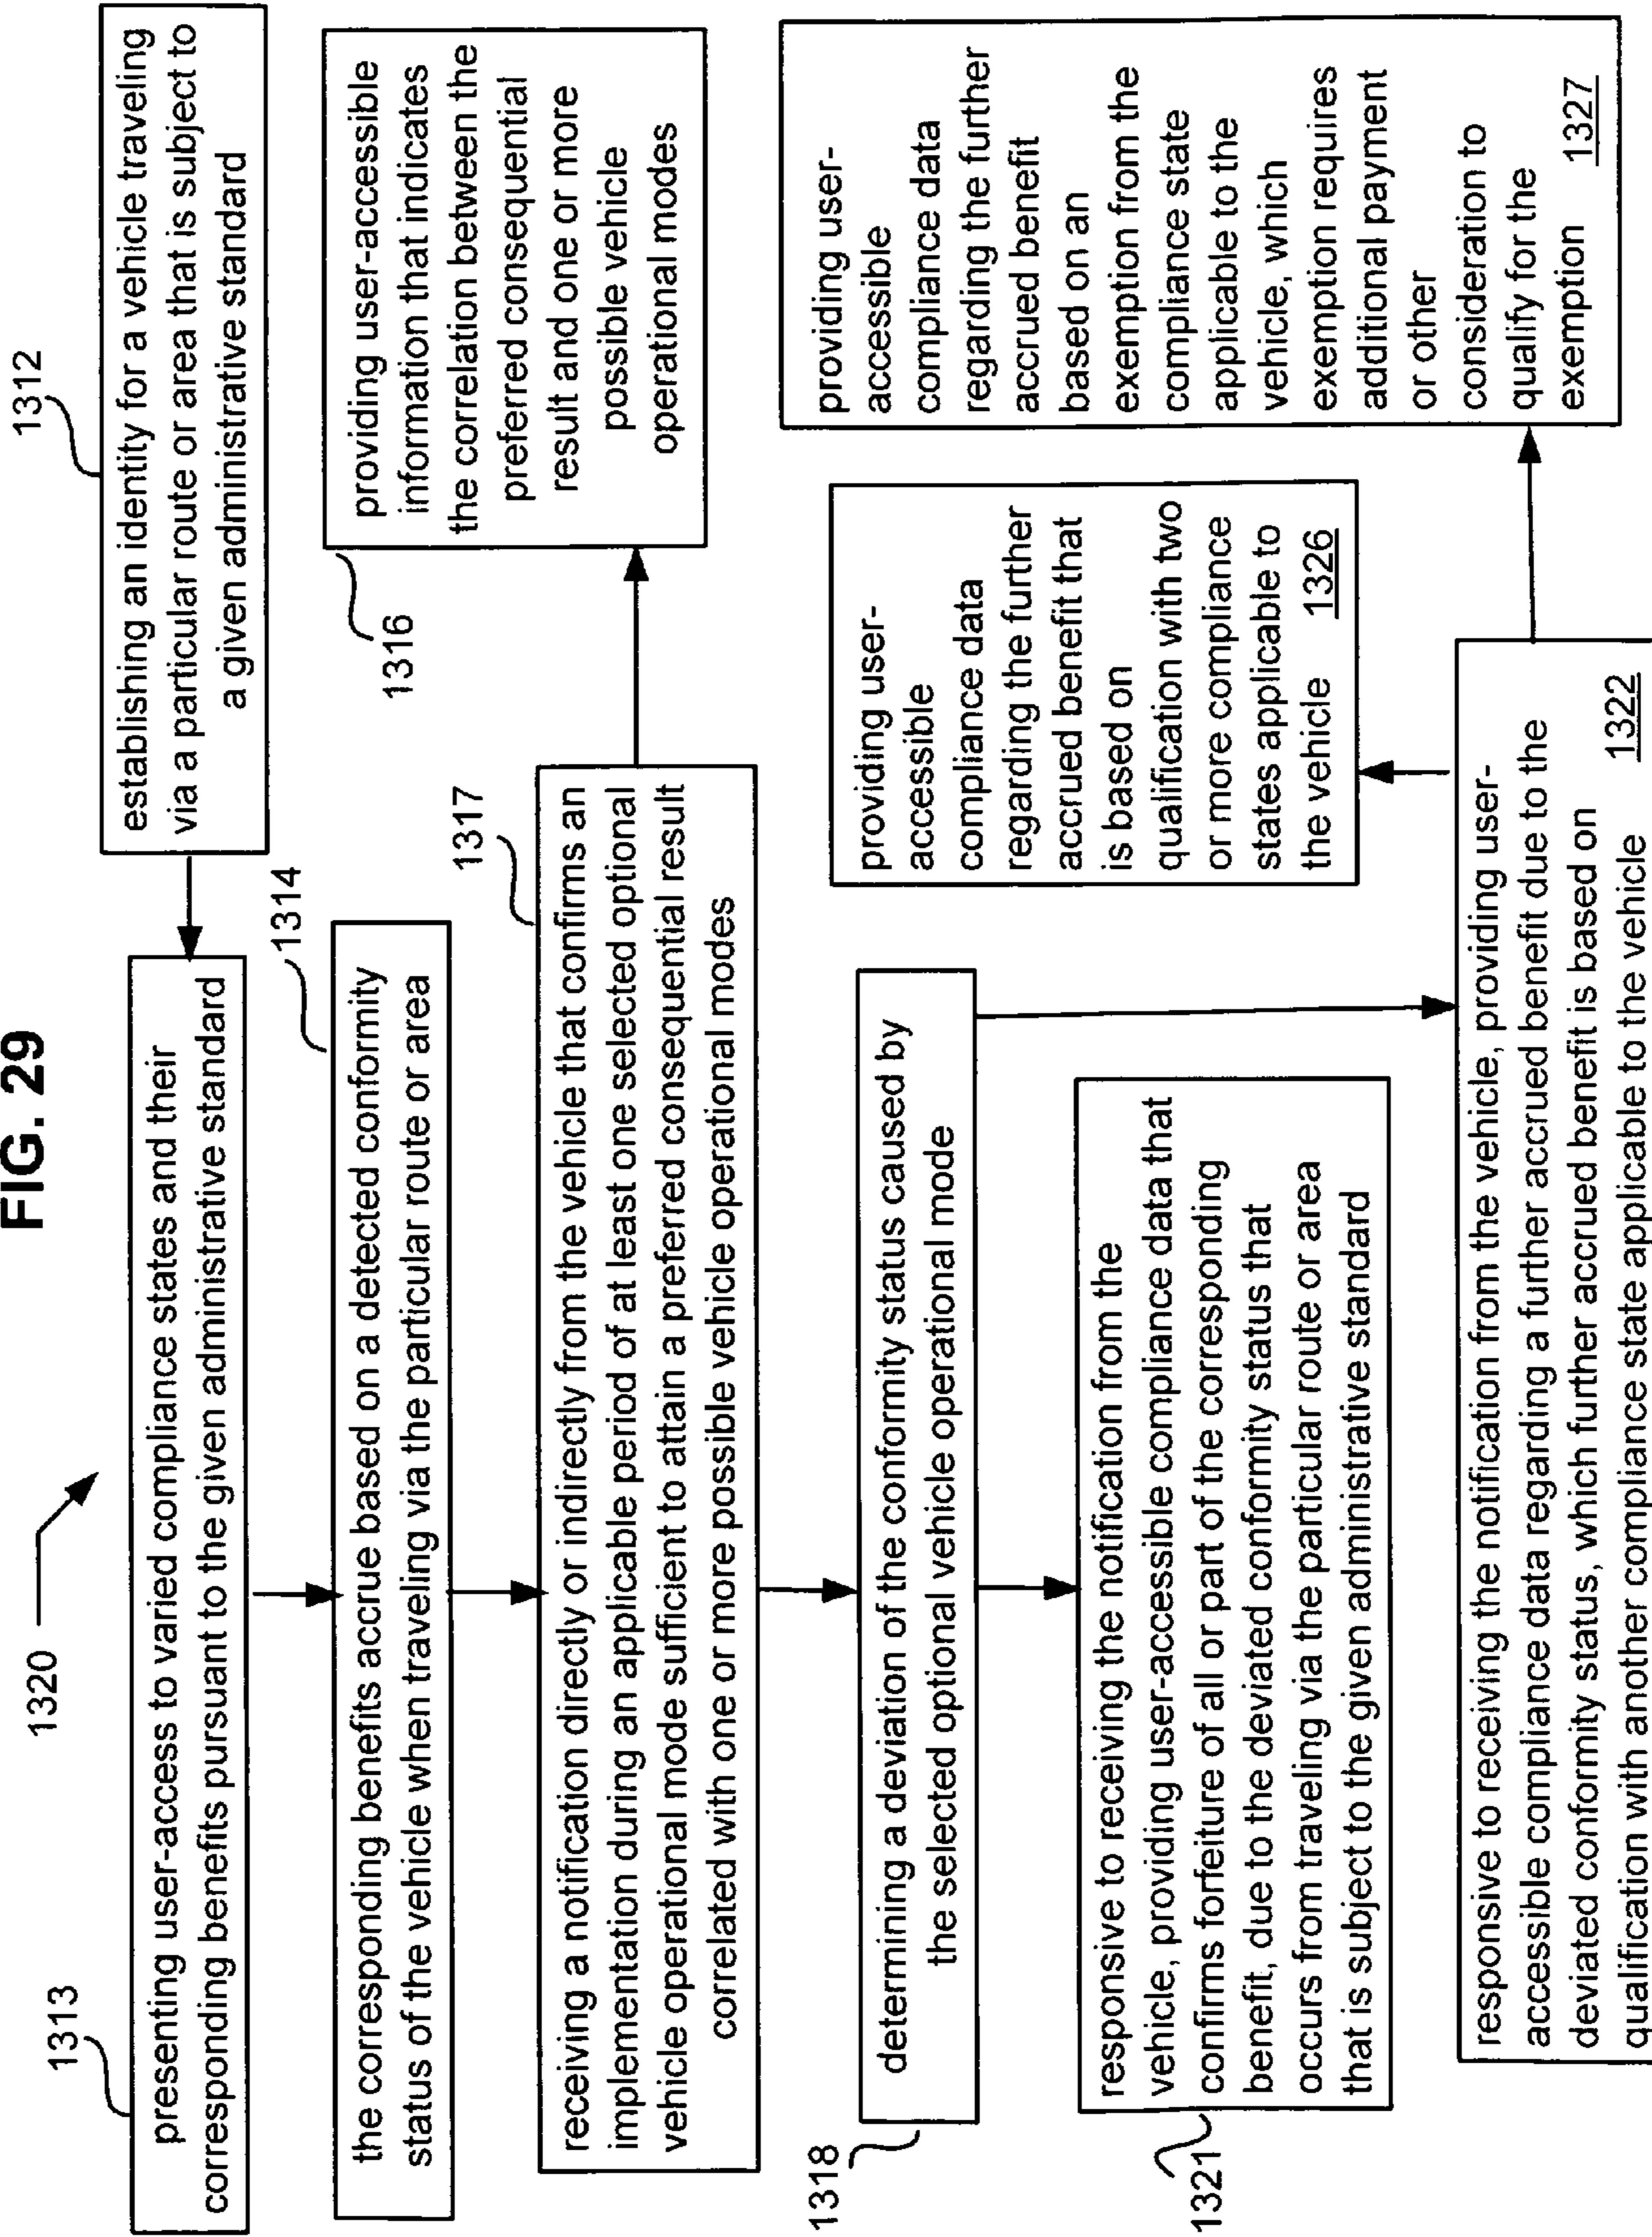 FIG. 29
1320
1312
establishing an identity for a vehicle traveling
via a particular route or area that is subject to
a given administrative standard
1313
presenting user-access to varied compliance states and their
corresponding benefits pursuant to the given administrative standard
1314
the corresponding benefits accrue based on a detected conformity
status of the vehicle when traveling via the particular route or area
1316
providing user-accessible
information that indicates
the correlation between the
preferred consequential
result and one or more
possible vehicle
operational modes
1317
receiving a notification directly or indirectly from the vehicle that confirms an
implementation during an applicable period of at least one selected optional
vehicle operational mode sufficient to attain a preferred consequential result
correlated with one or more possible vehicle operational modes
1318
determining a deviation of the conformity status caused by
the selected optional vehicle operational mode
1321
responsive to receiving the notification from the
vehicle, providing user-accessible compliance data that
confirms forfeiture of all or part of the corresponding
benefit, due to the deviated conformity status that
occurs from traveling via the particular route or area
that is subject to the given administrative standard
providing user-
accessible
compliance data
regarding the further
accrued benefit that
is based on
qualification with two
or more compliance
states applicable to
the vehicle 1326
providing user-
accessible
compliance data
regarding the further
accrued benefit
based on an
exemption from the
compliance state
applicable to the
vehicle, which
exemption requires
additional payment
or other
consideration to
qualify for the
exemption 1327
responsive to receiving the notification from the vehicle, providing user-
accessible compliance data regarding a further accrued benefit due to the
deviated conformity status, which further accrued benefit is based on
qualification with another compliance state applicable to the vehicle 1322